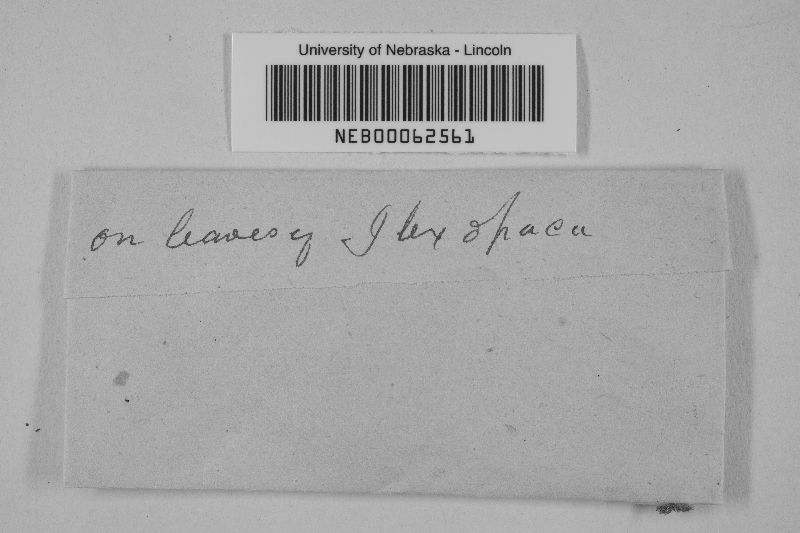 University of Nebraska - Lincoln
NEB00062561
on leaves of Ilex opaca